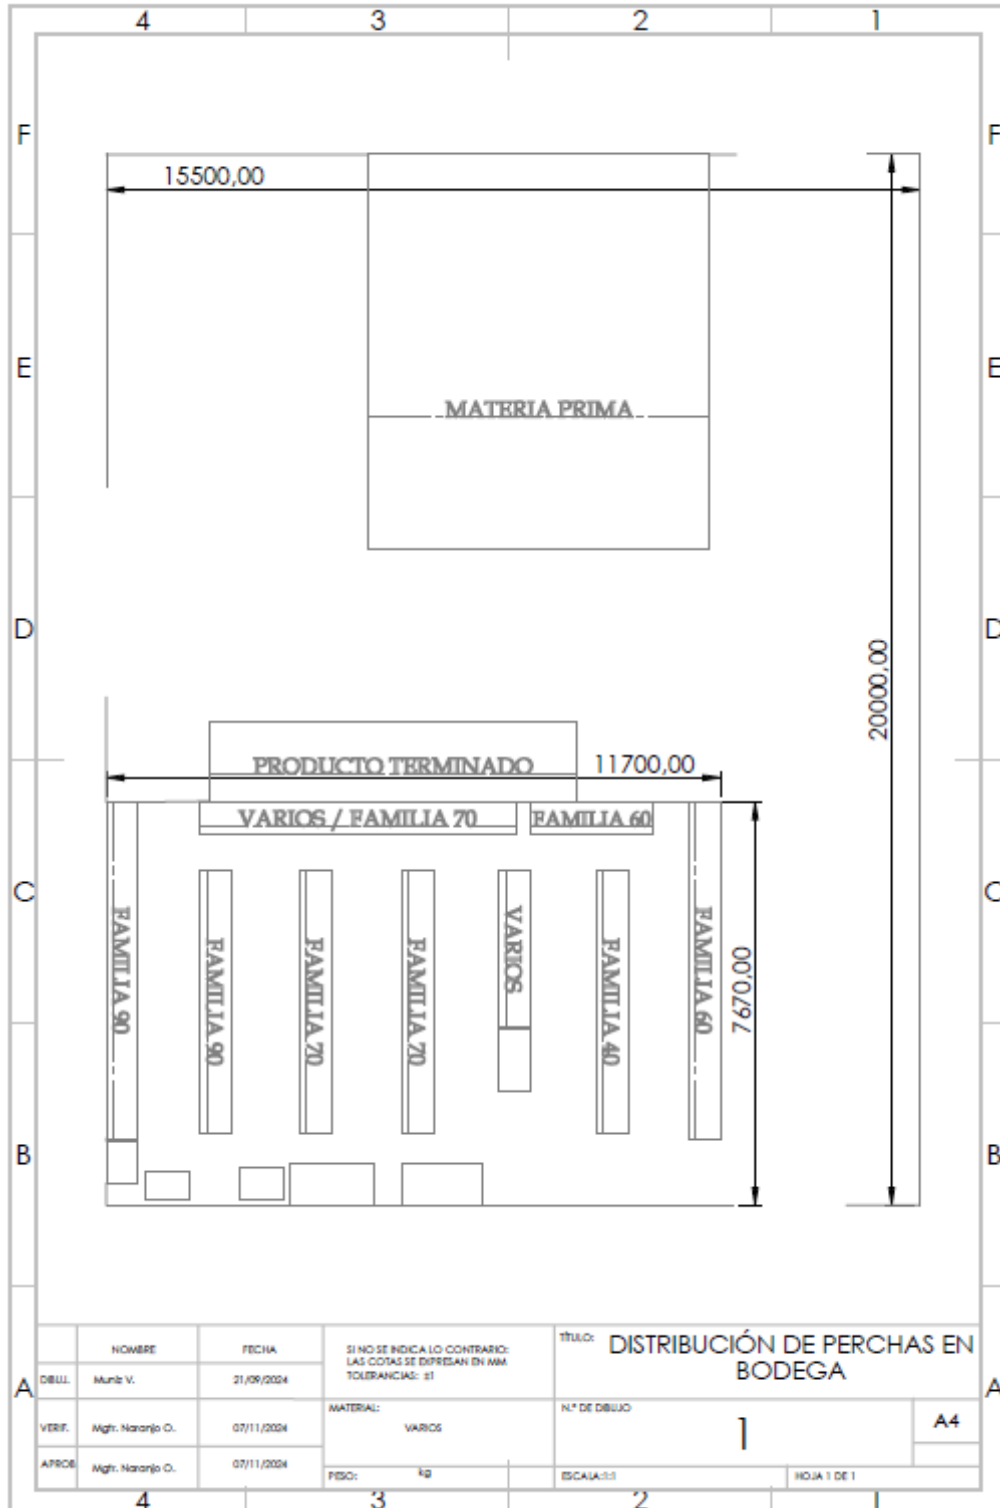 4 3 2 1
F F
15500,00
E E
MATERIA PRIMA
D D
20000,00
PRODUCTO TERMINADO 11700,00
VARIOS / FAMILIA 70 FAMILIA 60
C C
FAMILIA 90
FAMILIA 90
FAMILIA 70
FAMILIA 70
VARIOS
FAMILIA 40
FAMILIA 60
7670,00
B B
A A
NOMBRE FECHA
DIBUJ. Muniz V. 21/09/2024
VERIF. Mgtr. Naranjo O. 07/11/2024
APROB Mgtr. Naranjo O. 07/11/2024
SI NO SE INDICA LO CONTRARIO:
LAS COTAS SE EXPRESAN EN MM
TOLERANCIAS: ±1
MATERIAL:
VARIOS
PESO: kg
TÍTULO: DISTRIBUCIÓN DE PERCHAS EN
BODEGA
N.º DE DIBUJO
1
A4
ESCALA:1:1 HOJA 1 DE 1
4 3 2 1